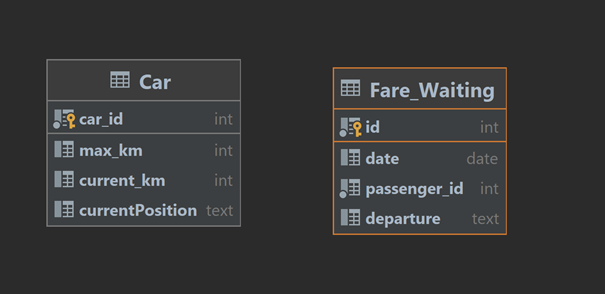 Car
car_id int
max_km int
current_km int
currentPosition text
Fare_Waiting
id int
date date
passenger_id int
departure text